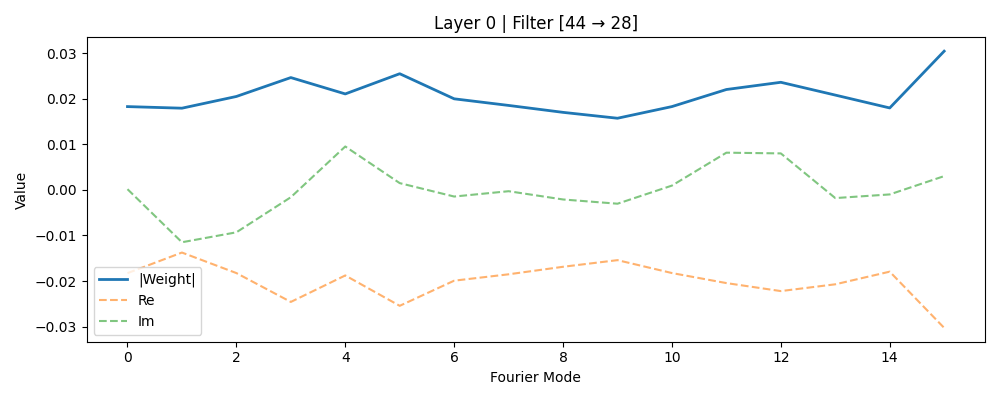 Layer 0 | Filter [44 → 28]
Value
0.03
0.02
0.01
0.00
−0.01
−0.02
−0.03
|Weight|
Re
Im
0 2 4 6 8 10 12 14
Fourier Mode